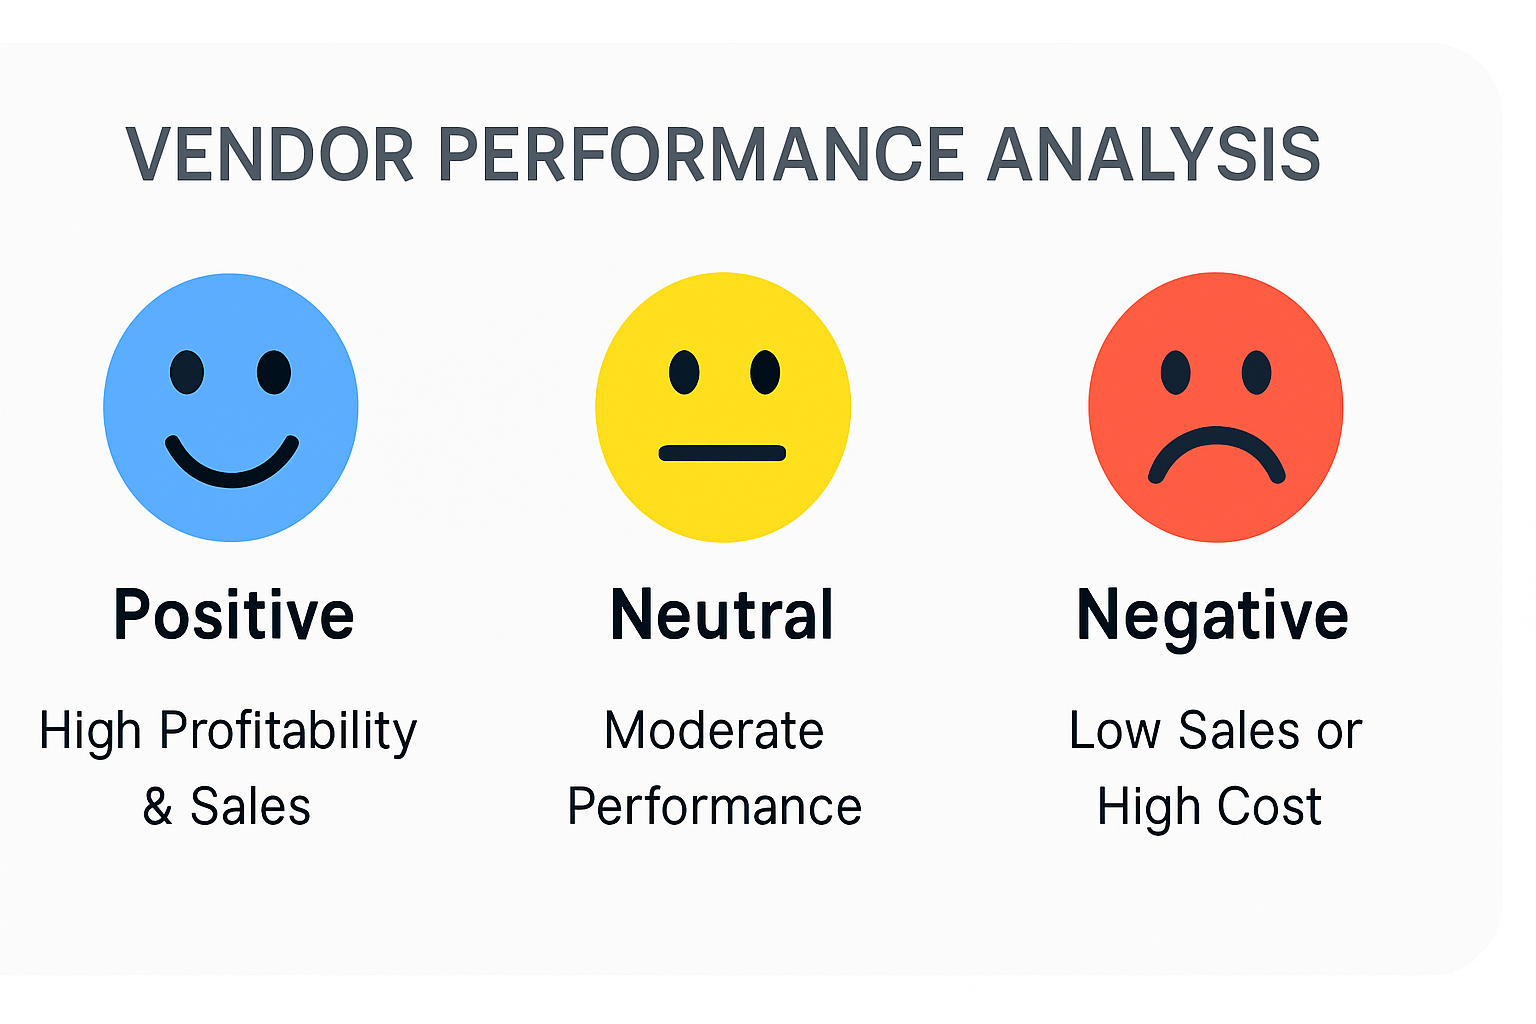 VENDOR PERFORMANCE ANALYSIS
Positive
High Profitability
& Sales
Neutral
Moderate
Performance
Negative
Low Sales or
High Cost